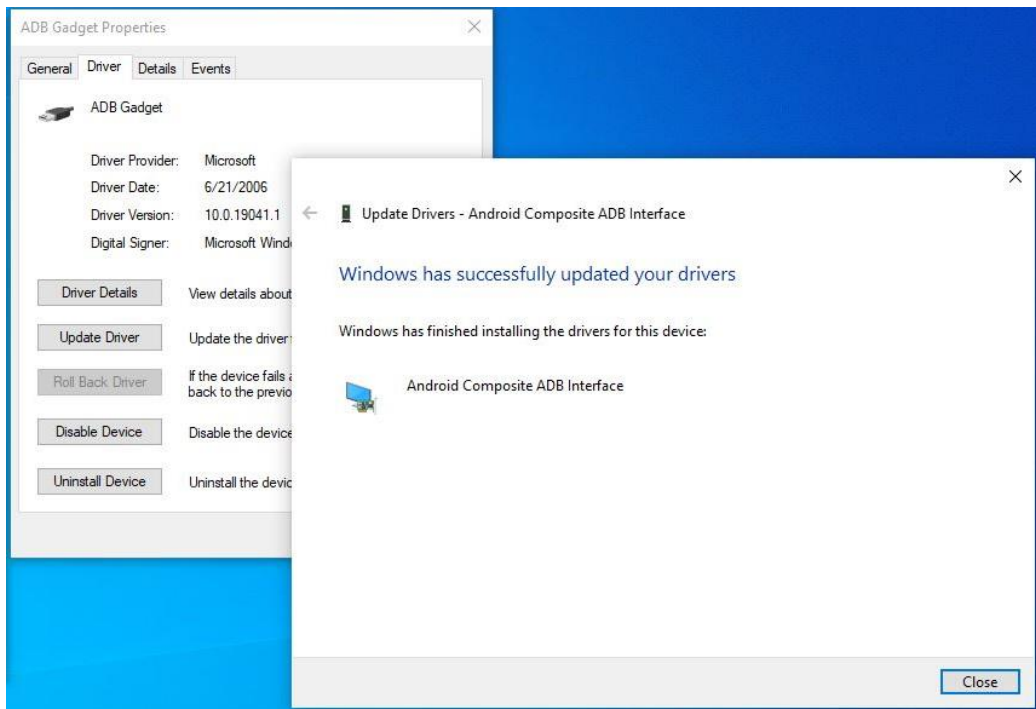 ADB Gadget Properties
General Driver Details Events
ADB Gadget
Driver Provider: Microsoft
Driver Date: 6/21/2006
Driver Version: 10.0.19041.1
Digital Signer: Microsoft Wind
Driver Details View details about
Update Driver Update the driver
Roll Back Driver If the device fails
back to the previo
Disable Device Disable the device
Uninstall Device Uninstall the devic
Update Drivers - Android Composite ADB Interface
Windows has successfully updated your drivers
Windows has finished installing the drivers for this device:
Android Composite ADB Interface
Close